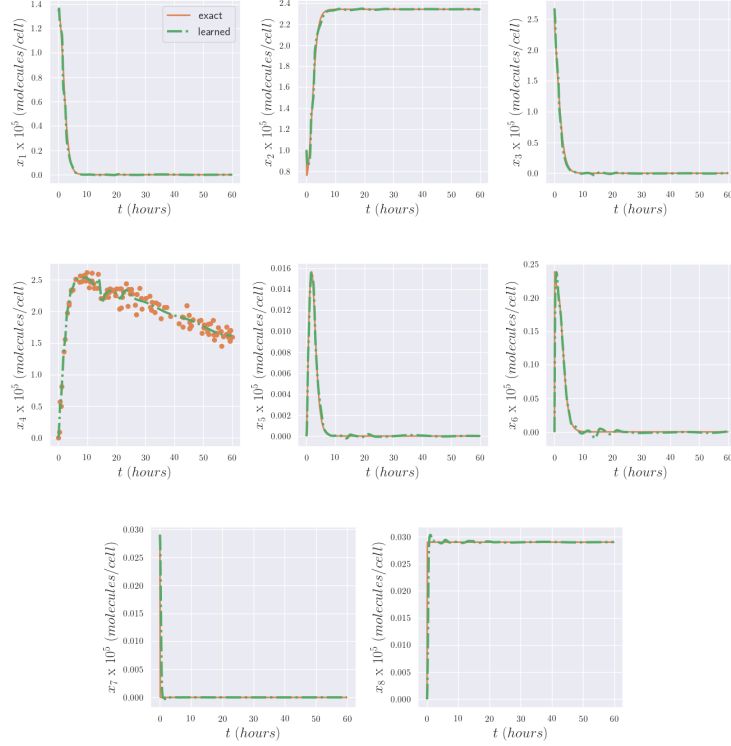 1.4
1.2
1.0
0.8
0.6
0.4
0.2
0.0
x1 x 10^5 (molecules/cell)
exact
learned
0 10 20 30 40 50 60
t (hours)
2.4
2.2
2.0
1.8
1.6
1.4
1.2
1.0
0.8
x2 x 10^5 (molecules/cell)
0 10 20 30 40 50 60
t (hours)
2.5
2.0
1.5
1.0
0.5
0.0
x3 x 10^5 (molecules/cell)
0 10 20 30 40 50 60
t (hours)
2.5
2.0
1.5
1.0
0.5
0.0
x4 x 10^5 (molecules/cell)
0 10 20 30 40 50 60
t (hours)
0.016
0.014
0.012
0.010
0.008
0.006
0.004
0.002
0.000
x5 x 10^5 (molecules/cell)
0 10 20 30 40 50 60
t (hours)
0.25
0.20
0.15
0.10
0.05
0.00
x6 x 10^5 (molecules/cell)
0 10 20 30 40 50 60
t (hours)
0.030
0.025
0.020
0.015
0.010
0.005
0.000
x7 x 10^5 (molecules/cell)
0 10 20 30 40 50 60
t (hours)
0.030
0.025
0.020
0.015
0.010
0.005
0.000
x8 x 10^5 (molecules/cell)
0 10 20 30 40 50 60
t (hours)